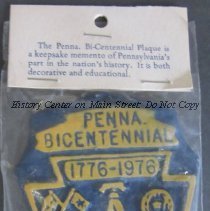 The Penna. Bi-Centennial Plaque is
a keepsake memento of Pennsylvania's
part in the nation's history. It is both
decorative and educational.
History Center on Main Street Do Not Copy
PENNA.
BICENTENNIAL
1776-1976